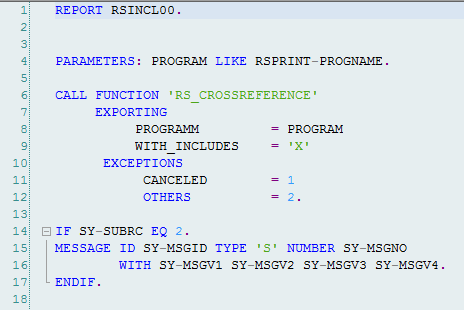 1 REPORT RSINCL00.
2
3
4 PARAMETERS: PROGRAM LIKE RSPRINT-PROGNAME.
5
6 CALL FUNCTION 'RS_CROSSREFERENCE'
7 EXPORTING
8 PROGRAMM = PROGRAM
9 WITH_INCLUDES = 'X'
10 EXCEPTIONS
11 CANCELED = 1
12 OTHERS = 2.
13
14 IF SY-SUBRC EQ 2.
15 MESSAGE ID SY-MSGID TYPE 'S' NUMBER SY-MSGNO
16 WITH SY-MSGV1 SY-MSGV2 SY-MSGV3 SY-MSGV4.
17 ENDIF.
18